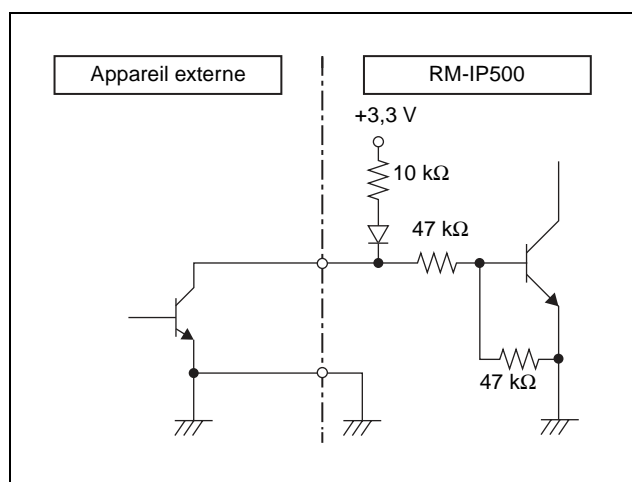 Appareil externe
RM-IP500
+3,3 V
10 kΩ
47 kΩ
47 kΩ